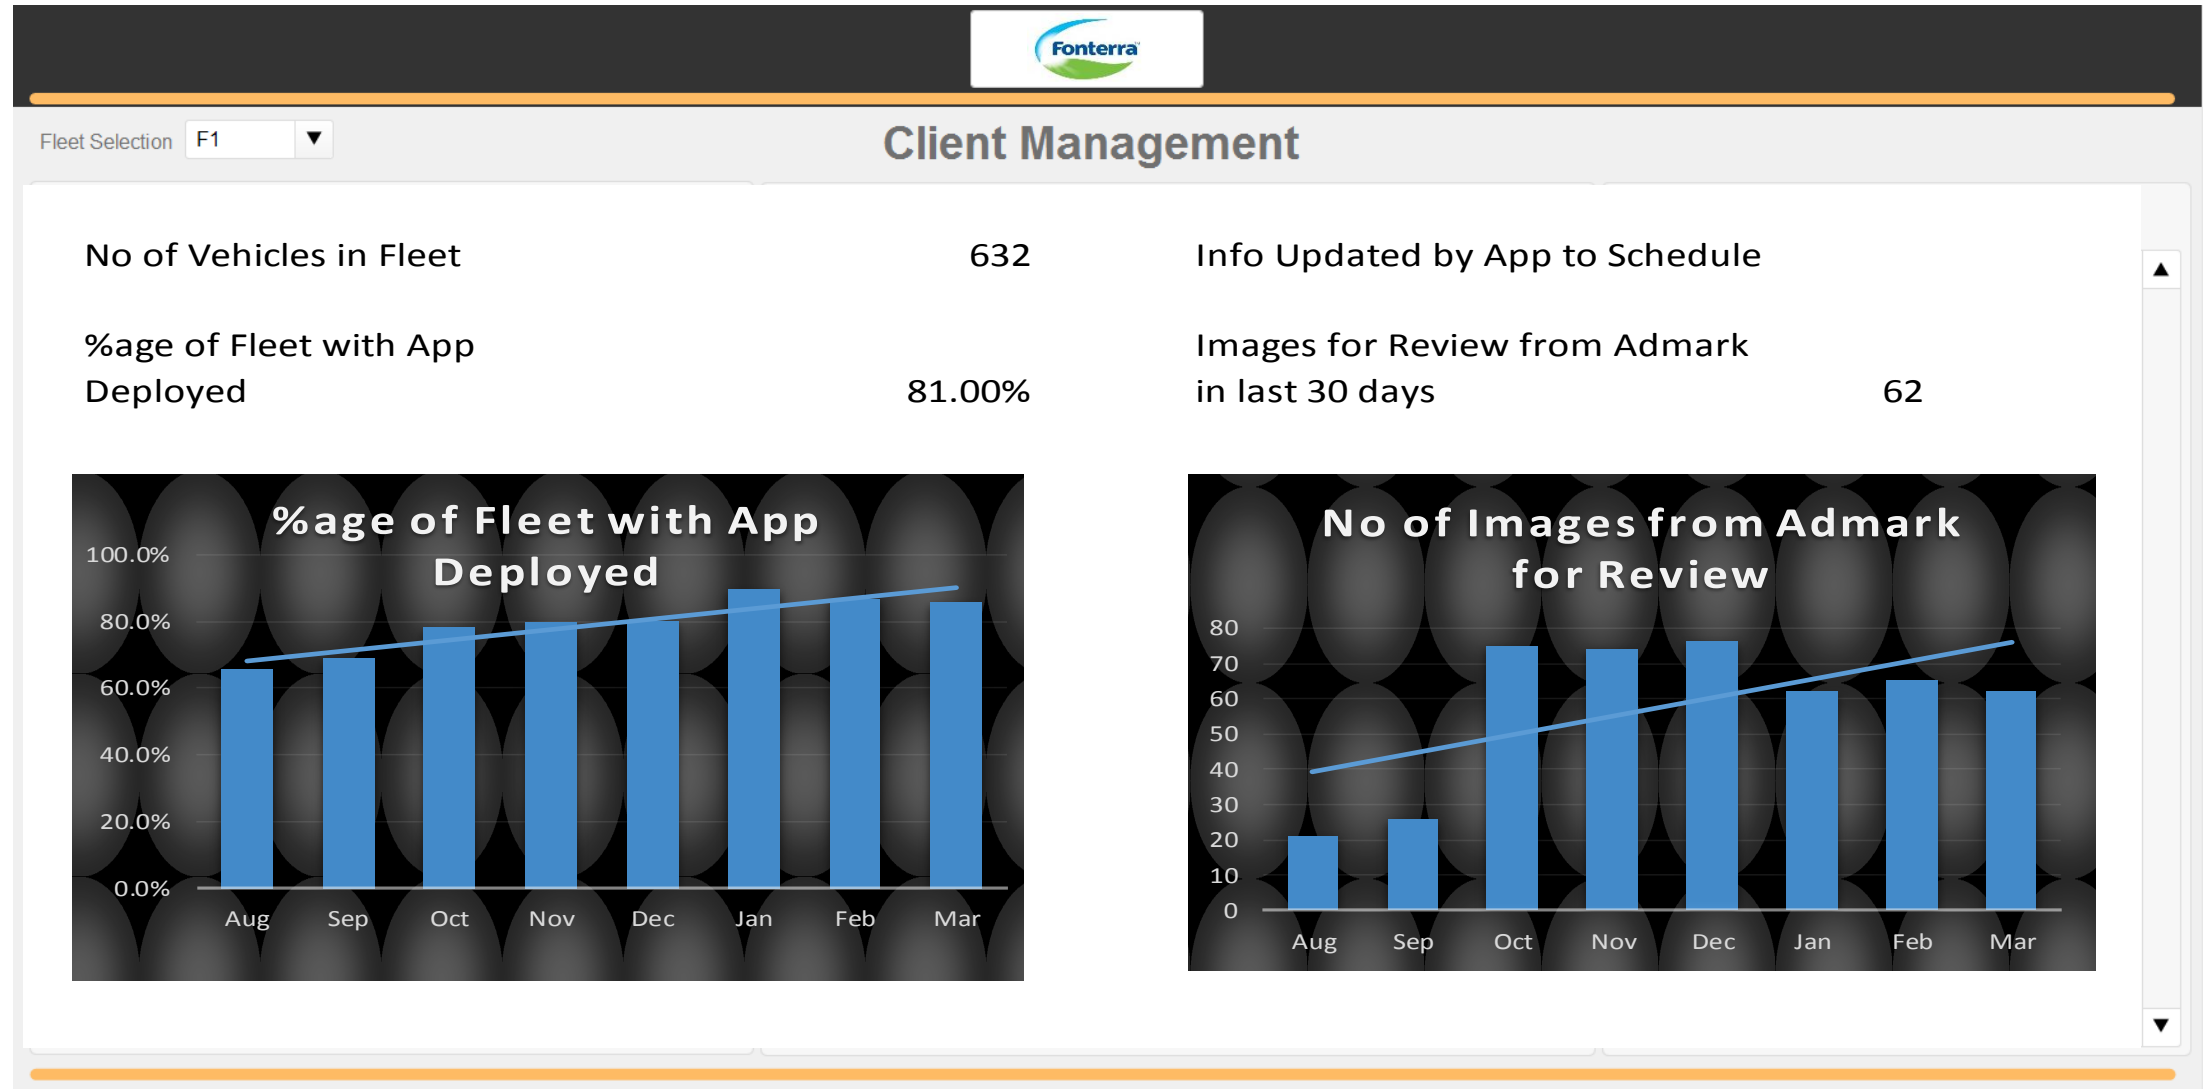 Fonterra
Fleet Selection F1
Client Management
No of Vehicles in Fleet 632
Info Updated by App to Schedule
%age of Fleet with App
Deployed 81.00%
Images for Review from Admark
in last 30 days 62
%age of Fleet with App
Deployed
100.0%
80.0%
60.0%
40.0%
20.0%
0.0%
Aug Sep Oct Nov Dec Jan Feb Mar
No of Images from Admark
for Review
80
70
60
50
40
30
20
10
0
Aug Sep Oct Nov Dec Jan Feb Mar